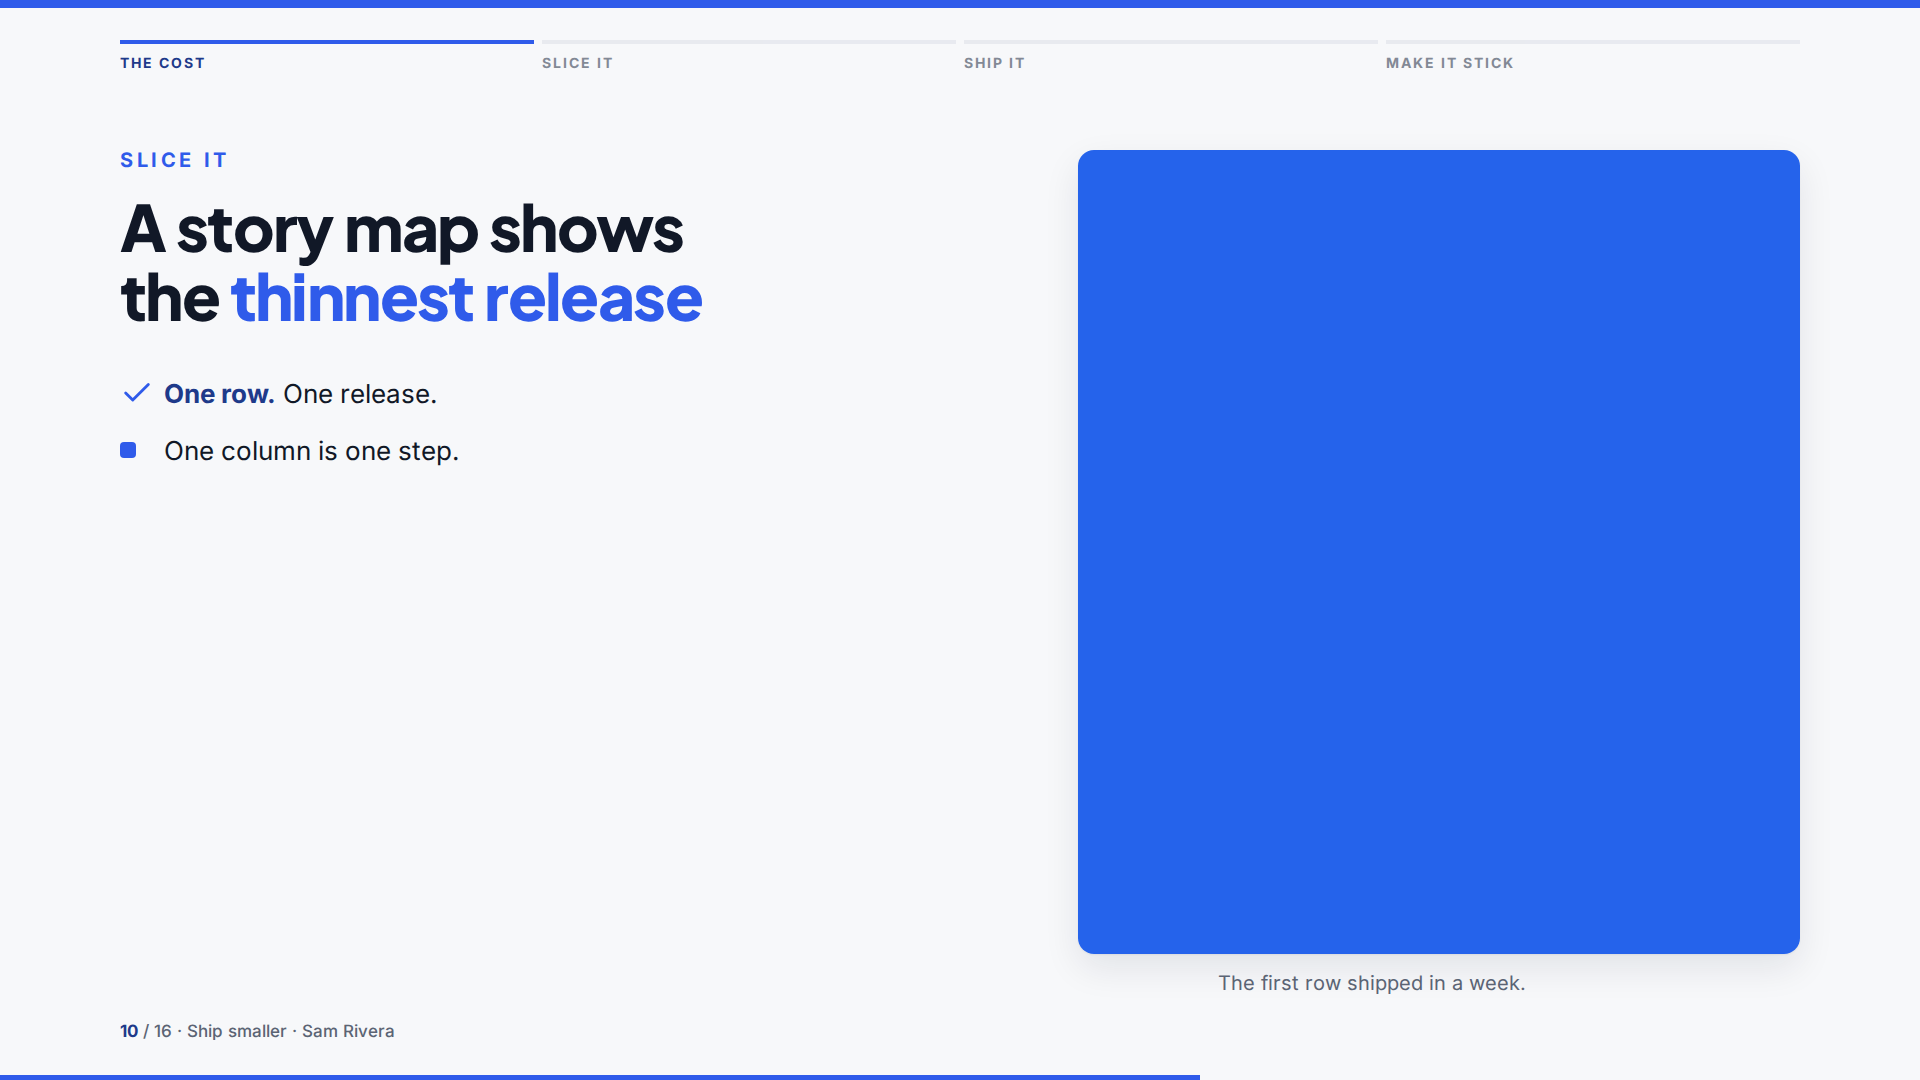 THE COST
SLICE IT
SHIP IT
MAKE IT STICK
SLICE IT
A story map shows
the thinnest release
One row. One release.
One column is one step.
The first row shipped in a week.
10 / 16 · Ship smaller · Sam Rivera